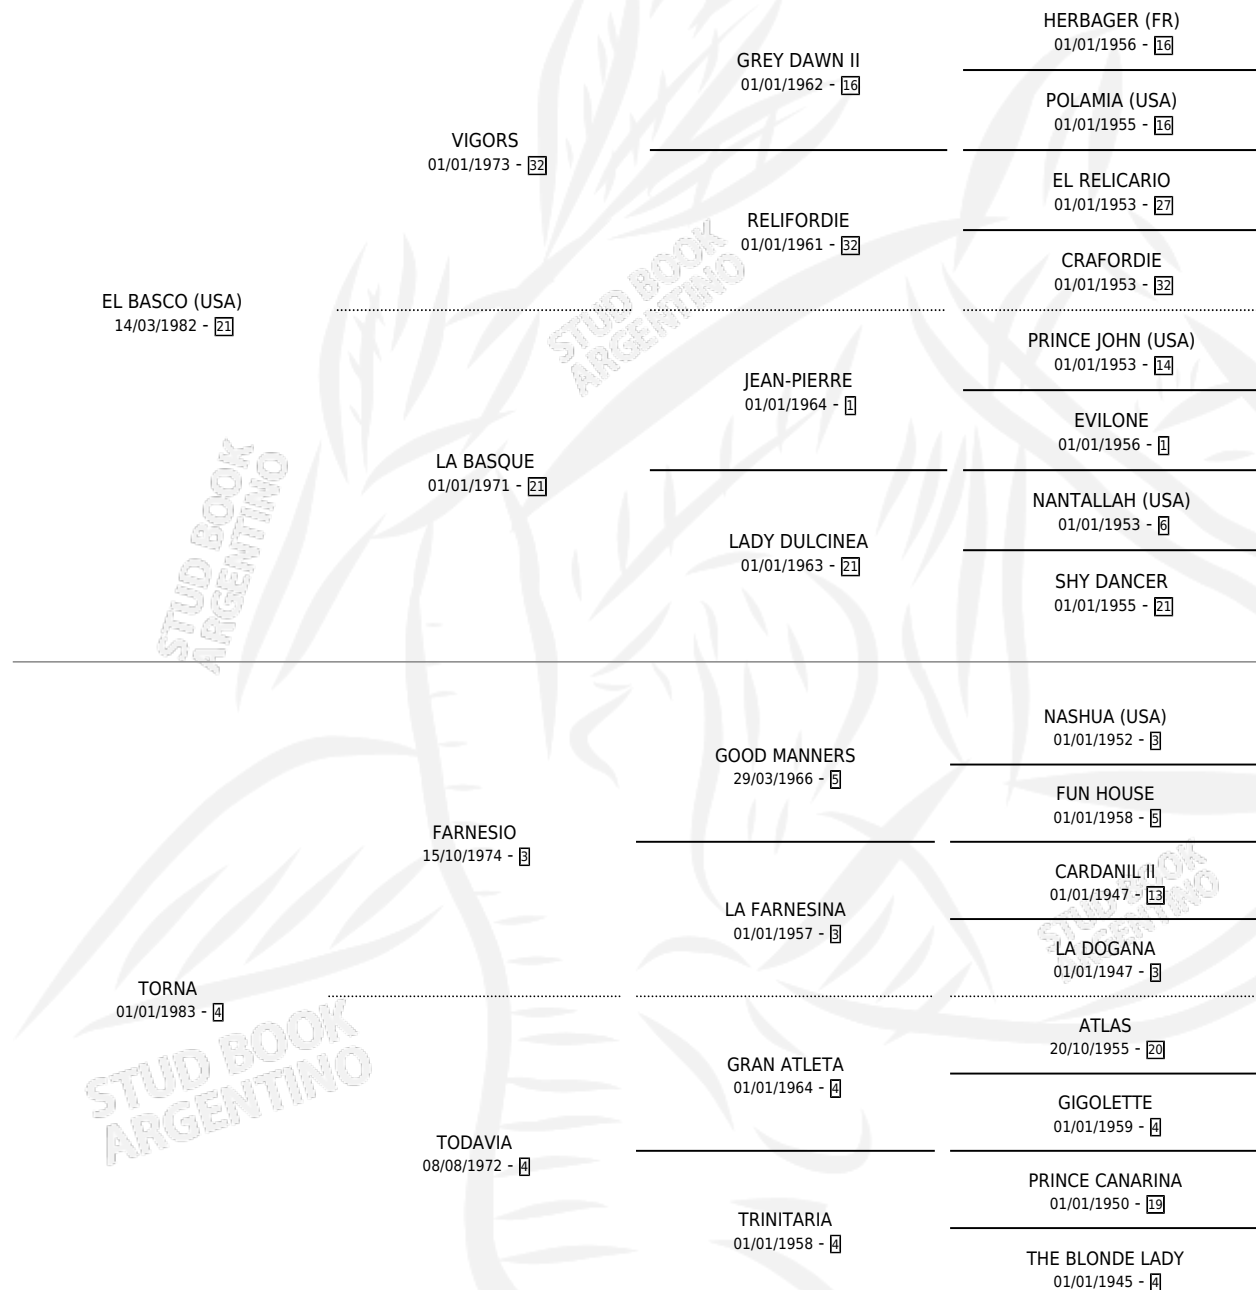 HERBAGER (FR)
01/01/1956 - 16
GREY DAWN II
01/01/1962 - 16
POLAMIA (USA)
01/01/1955 - 16
VIGORS
01/01/1973 - 32
EL RELICARIO
01/01/1953 - 27
RELIFORDIE
01/01/1961 - 32
CRAFORDIE
01/01/1953 - 32
EL BASCO (USA)
14/03/1982 - 21
PRINCE JOHN (USA)
01/01/1953 - 14
JEAN-PIERRE
01/01/1964 - 1
EVILONE
01/01/1956 - 1
LA BASQUE
01/01/1971 - 21
NANTALLAH (USA)
01/01/1953 - 6
LADY DULCINEA
01/01/1963 - 21
SHY DANCER
01/01/1955 - 21
NASHUA (USA)
01/01/1952 - 3
GOOD MANNERS
29/03/1966 - 5
FUN HOUSE
01/01/1958 - 5
FARNESIO
15/10/1974 - 3
CARDANIL II
01/01/1947 - 13
LA FARNESINA
01/01/1957 - 3
LA DOGANA
01/01/1947 - 3
TORNA
01/01/1983 - 4
ATLAS
20/10/1955 - 20
GRAN ATLETA
01/01/1964 - 4
GIGOLETTE
01/01/1959 - 4
TODAVIA
08/08/1972 - 4
PRINCE CANARINA
01/01/1950 - 19
TRINITARIA
01/01/1958 - 4
THE BLONDE LADY
01/01/1945 - 4
STUD BOOK
ARGENTINO
STUD BOOK
ARGENTINO
STUD BOOK
ARGENTINO
STUD BOOK
ARGENTINO